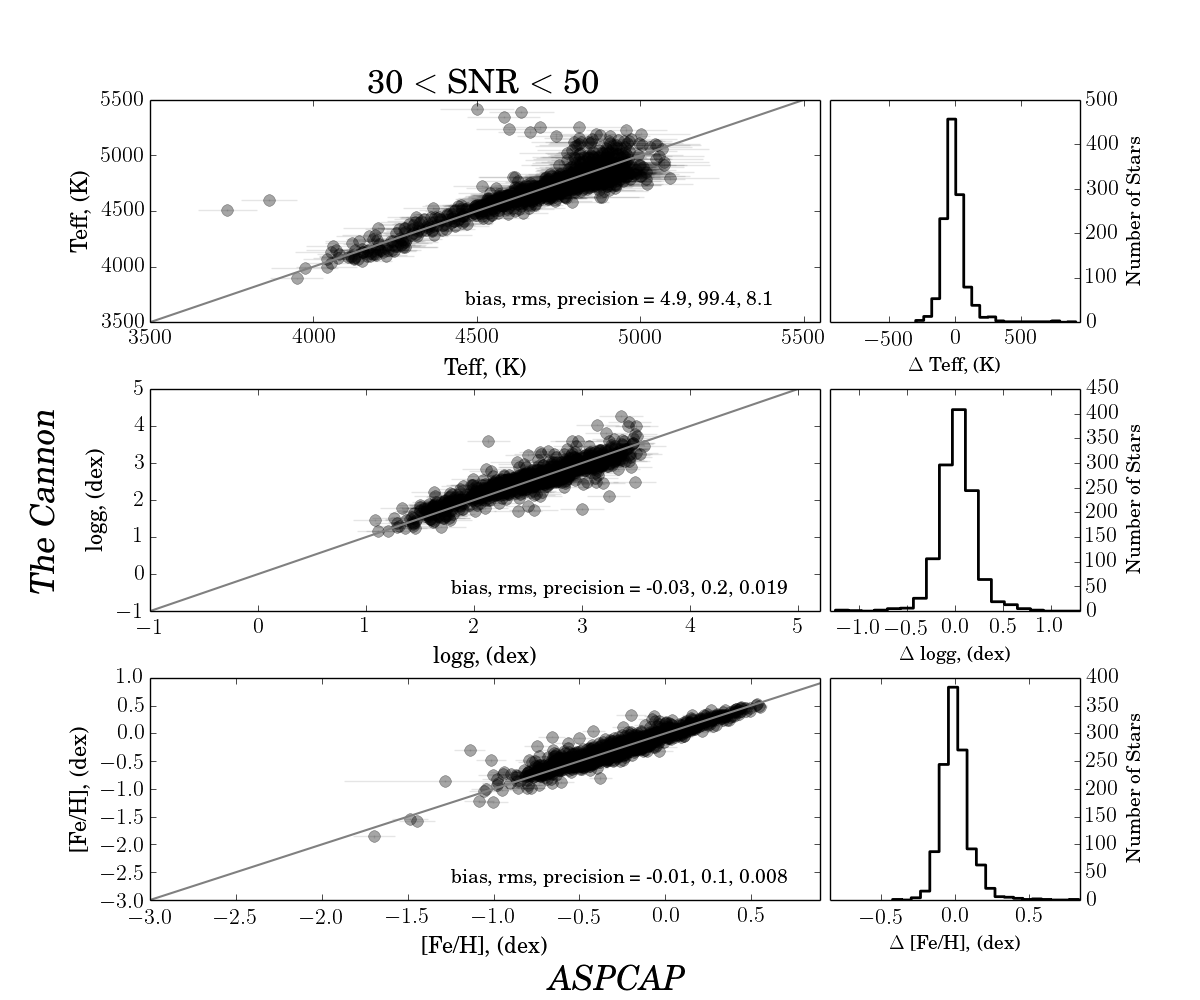 30 < SNR < 50
5500
5000
4500
4000
3500
Teff, (K)
bias, rms, precision = 4.9, 99.4, 8.1
3500 4000 4500 5000 5500
Teff, (K)
500
400
300
200
100
0
Number of Stars
−500 0 500
Δ Teff, (K)
The Cannon
5
4
3
2
1
0
−1
logg, (dex)
bias, rms, precision = -0.03, 0.2, 0.019
−1 0 1 2 3 4 5
logg, (dex)
450
400
350
300
250
200
150
100
50
0
Number of Stars
−1.0 −0.5 0.0 0.5 1.0
Δ logg, (dex)
1.0
0.5
0.0
−0.5
−1.0
−1.5
−2.0
−2.5
−3.0
[Fe/H], (dex)
bias, rms, precision = -0.01, 0.1, 0.008
−3.0 −2.5 −2.0 −1.5 −1.0 −0.5 0.0 0.5
[Fe/H], (dex)
400
350
300
250
200
150
100
50
0
Number of Stars
−0.5 0.0 0.5
Δ [Fe/H], (dex)
ASPCAP